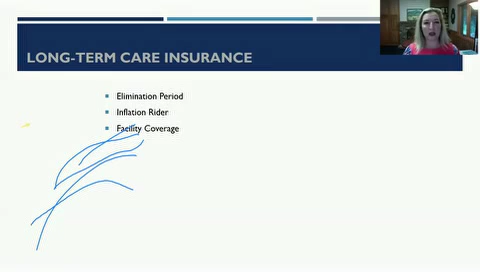 LONG-TERM CARE INSURANCE
Elimination Period
Inflation Rider
Facility Coverage